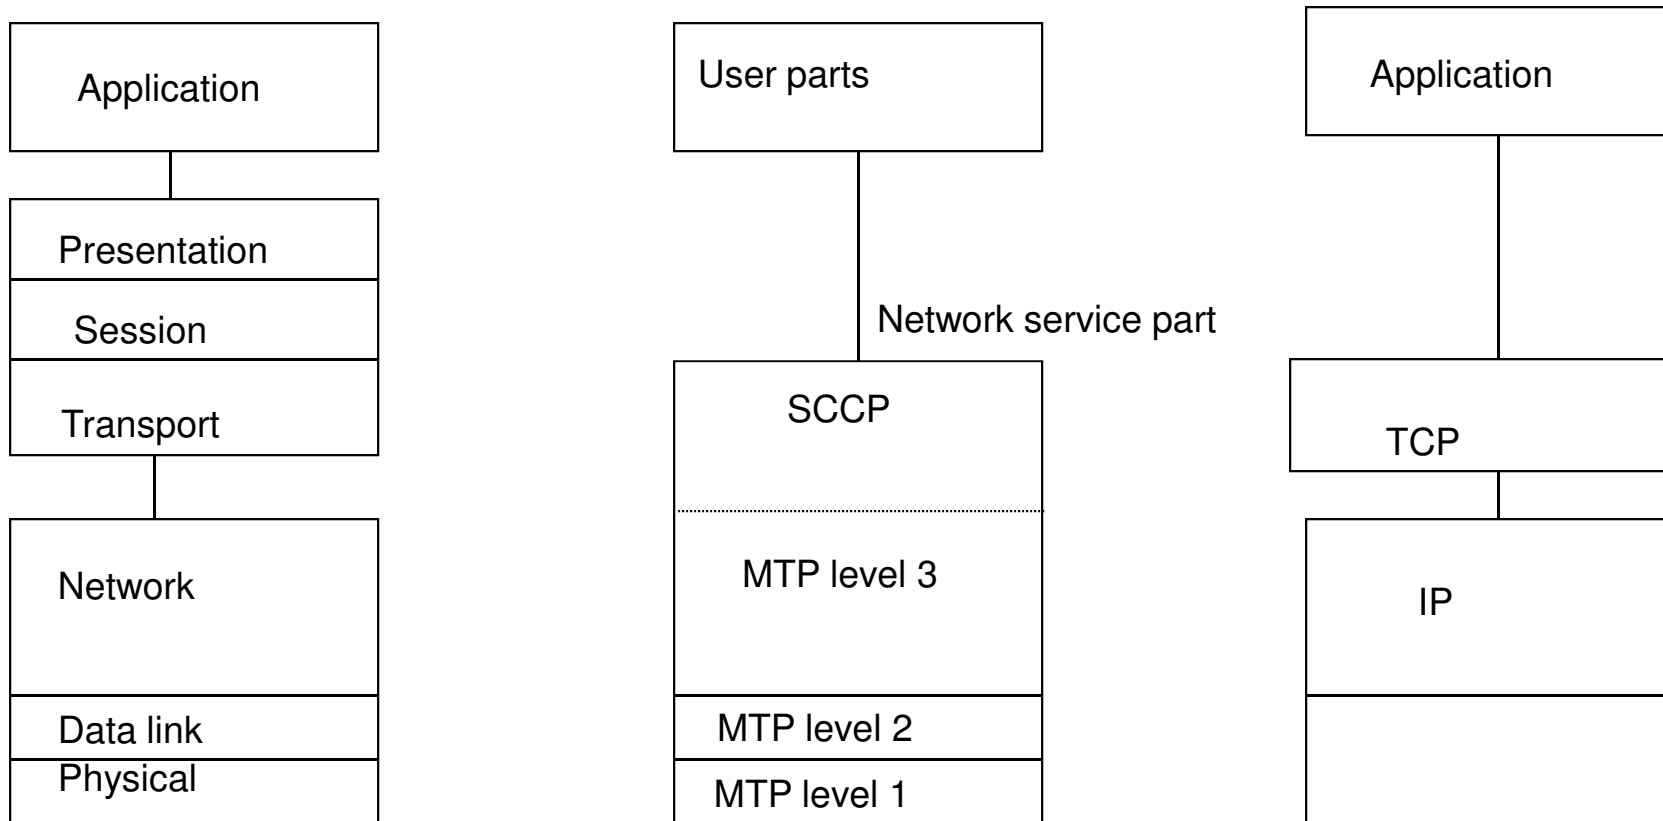 Application
Presentation
Session
Transport
Network
Data link
Physical
User parts
Network service part
SCCP
MTP level 3
MTP level 2
MTP level 1
Application
TCP
IP